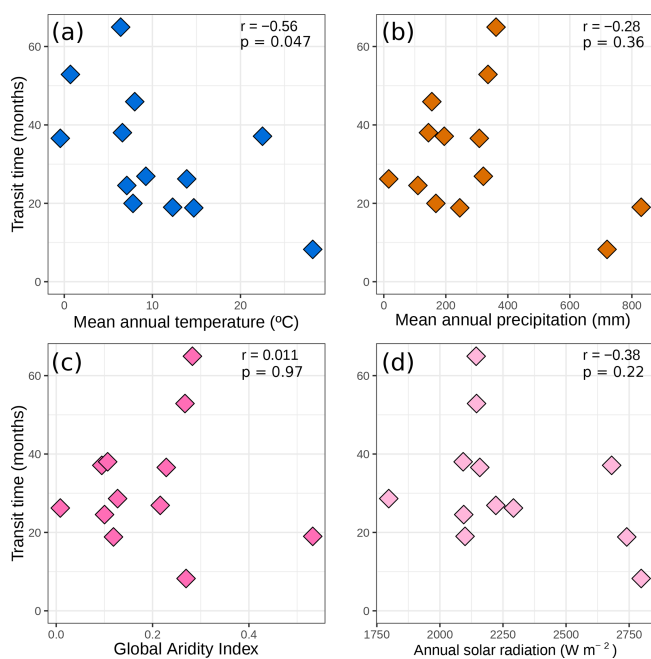 (a)
r = −0.56
p = 0.047
60
40
20
0
Transit time (months)
0 10 20
Mean annual temperature (ºC)
(b)
r = −0.28
p = 0.36
60
40
20
0
0 200 400 600 800
Mean annual precipitation (mm)
(c)
r = 0.011
p = 0.97
60
40
20
0
Transit time (months)
0.0 0.2 0.4
Global Aridity Index
(d)
r = −0.38
p = 0.22
60
40
20
0
1750 2000 2250 2500 2750
Annual solar radiation (W m⁻²)